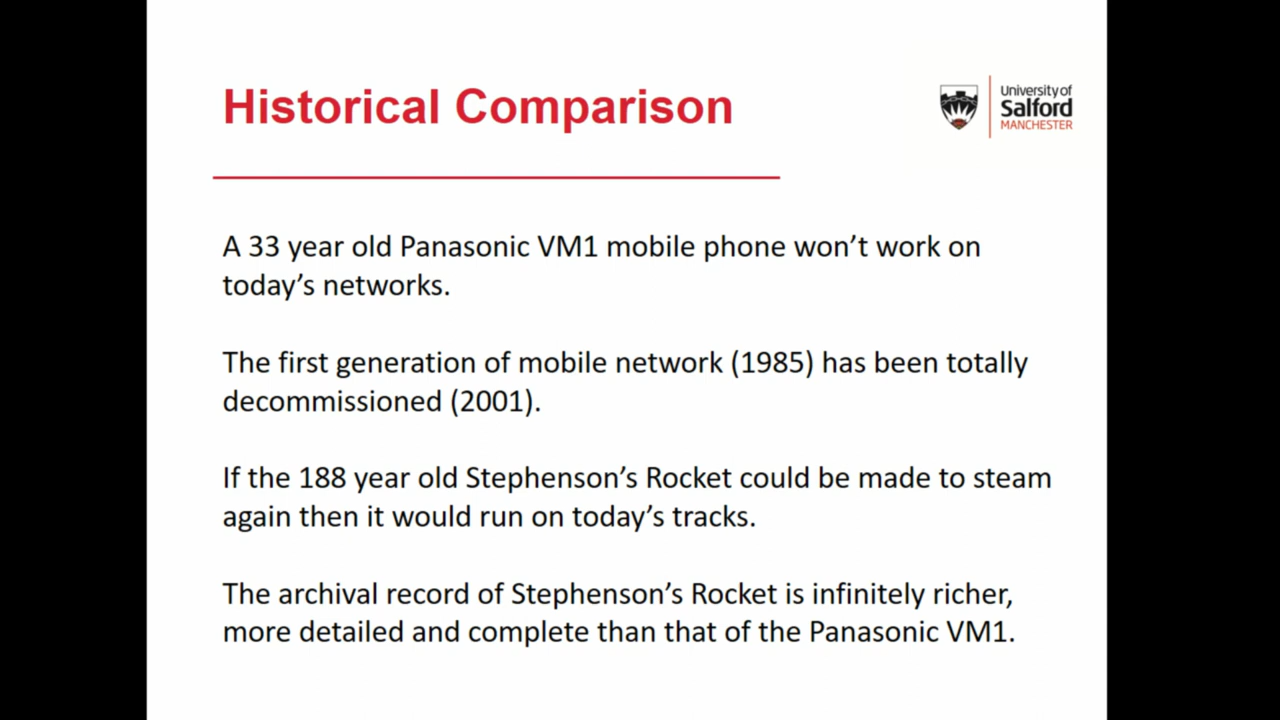 Historical Comparison
University of
Salford
MANCHESTER
A 33 year old Panasonic VM1 mobile phone won’t work on
today’s networks.
The first generation of mobile network (1985) has been totally
decommissioned (2001).
If the 188 year old Stephenson’s Rocket could be made to steam
again then it would run on today’s tracks.
The archival record of Stephenson’s Rocket is infinitely richer,
more detailed and complete than that of the Panasonic VM1.